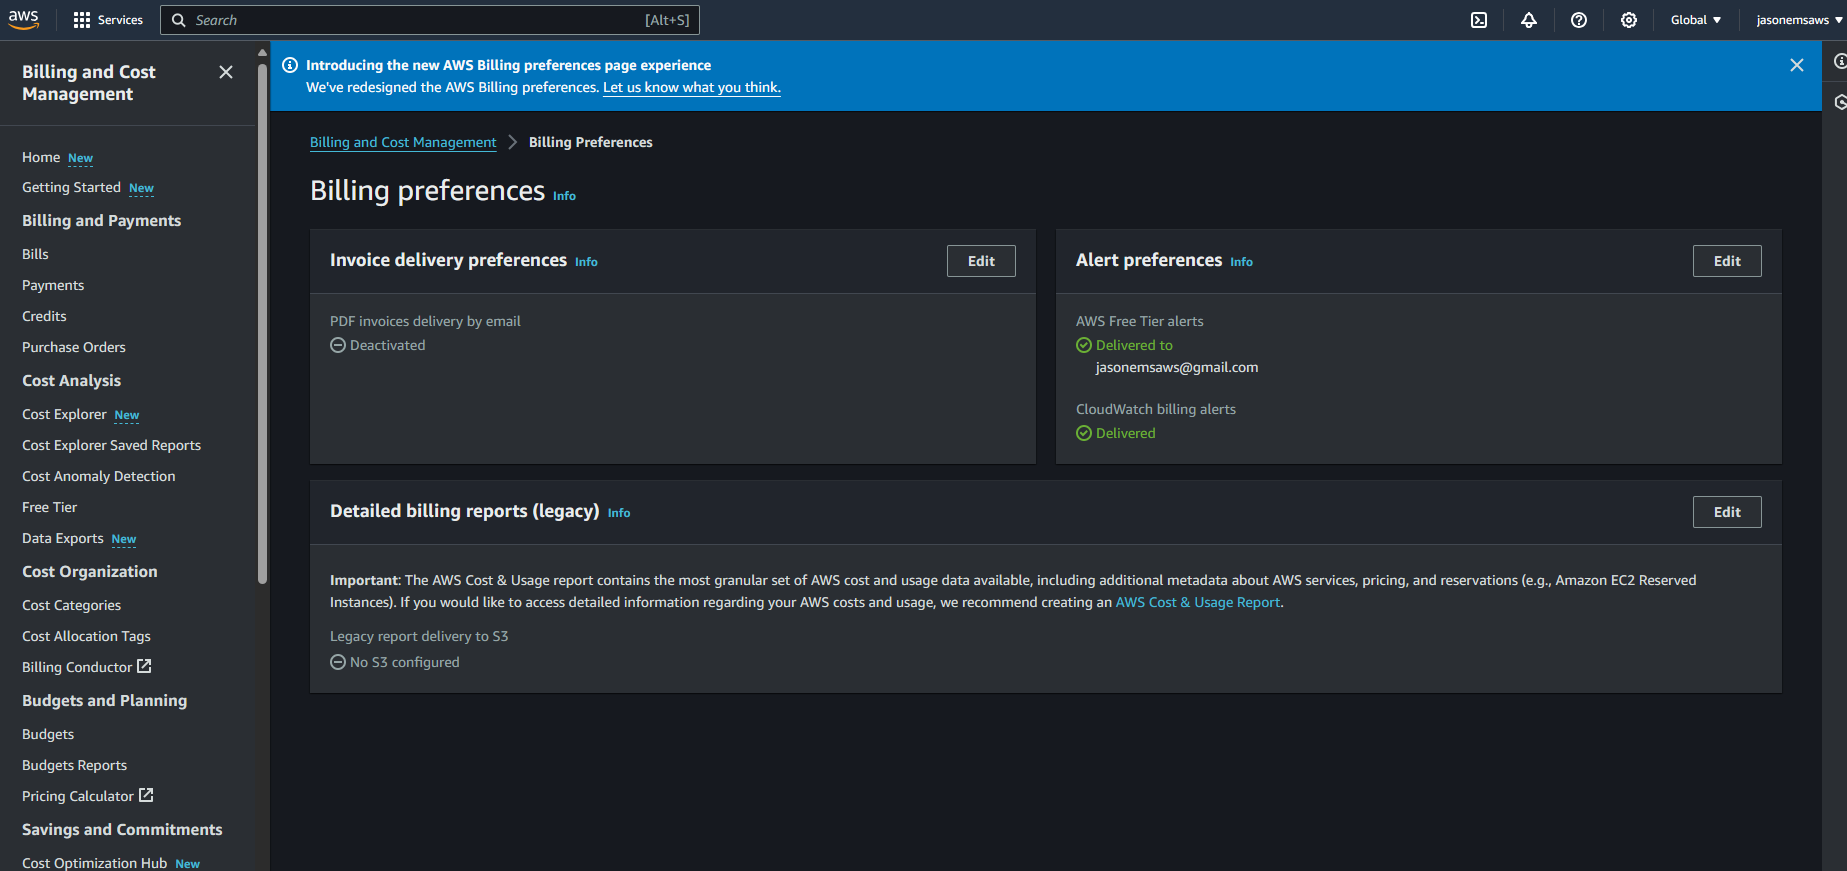 aws
Services
Search
[Alt+S]
Global
jasonemsaws
Billing and Cost
Management
Home New
Getting Started New
Billing and Payments
Bills
Payments
Credits
Purchase Orders
Cost Analysis
Cost Explorer New
Cost Explorer Saved Reports
Cost Anomaly Detection
Free Tier
Data Exports New
Cost Organization
Cost Categories
Cost Allocation Tags
Billing Conductor
Budgets and Planning
Budgets
Budgets Reports
Pricing Calculator
Savings and Commitments
Cost Optimization Hub New
Introducing the new AWS Billing preferences page experience
We've redesigned the AWS Billing preferences. Let us know what you think.
Billing and Cost Management
Billing Preferences
Billing preferences Info
Invoice delivery preferences Info
Edit
PDF invoices delivery by email
Deactivated
Alert preferences Info
Edit
AWS Free Tier alerts
Delivered to
jasonemsaws@gmail.com
CloudWatch billing alerts
Delivered
Detailed billing reports (legacy) Info
Edit
Important: The AWS Cost & Usage report contains the most granular set of AWS cost and usage data available, including additional metadata about AWS services, pricing, and reservations (e.g., Amazon EC2 Reserved
Instances). If you would like to access detailed information regarding your AWS costs and usage, we recommend creating an AWS Cost & Usage Report.
Legacy report delivery to S3
No S3 configured